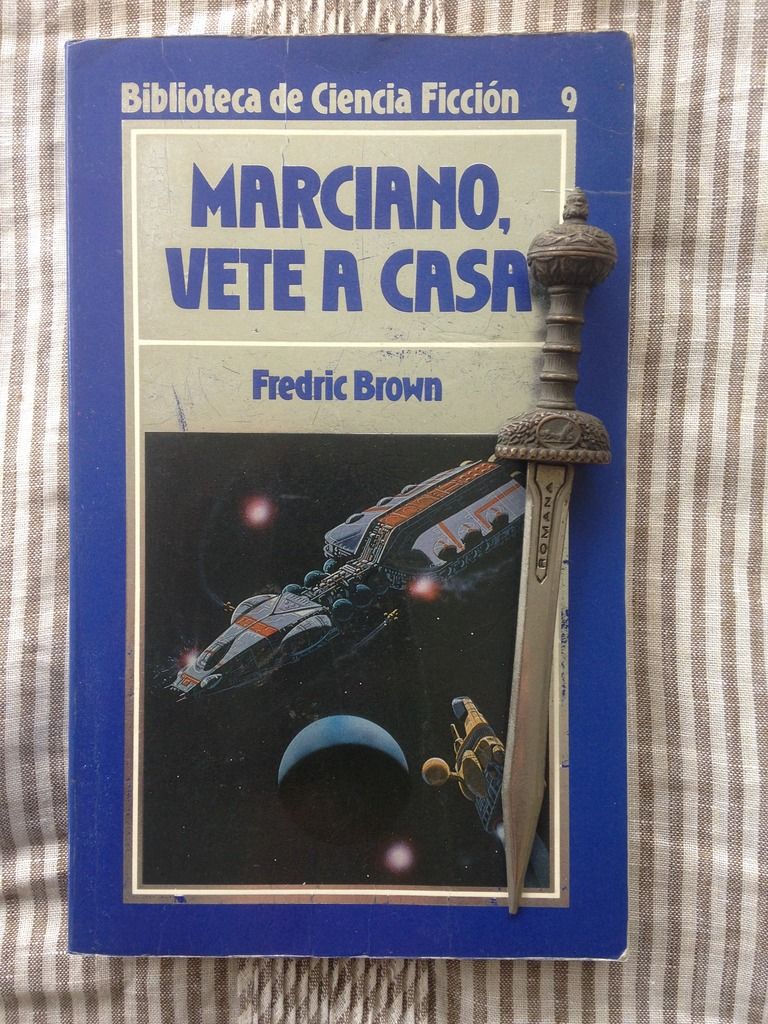 Biblioteca de Ciencia Ficción 9
MARCIANO,
VETE A CASA
Fredric Brown
ROMANA